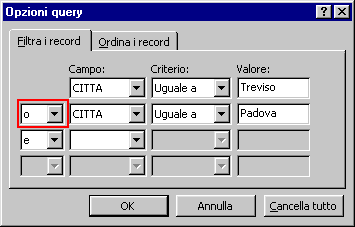 Opzioni query
Filtra i record Ordina i record
Campo: Criterio: Valore:
CITTA Uguale a Treviso
o CITTA Uguale a Padova
e
OK Annulla Cancella tutto